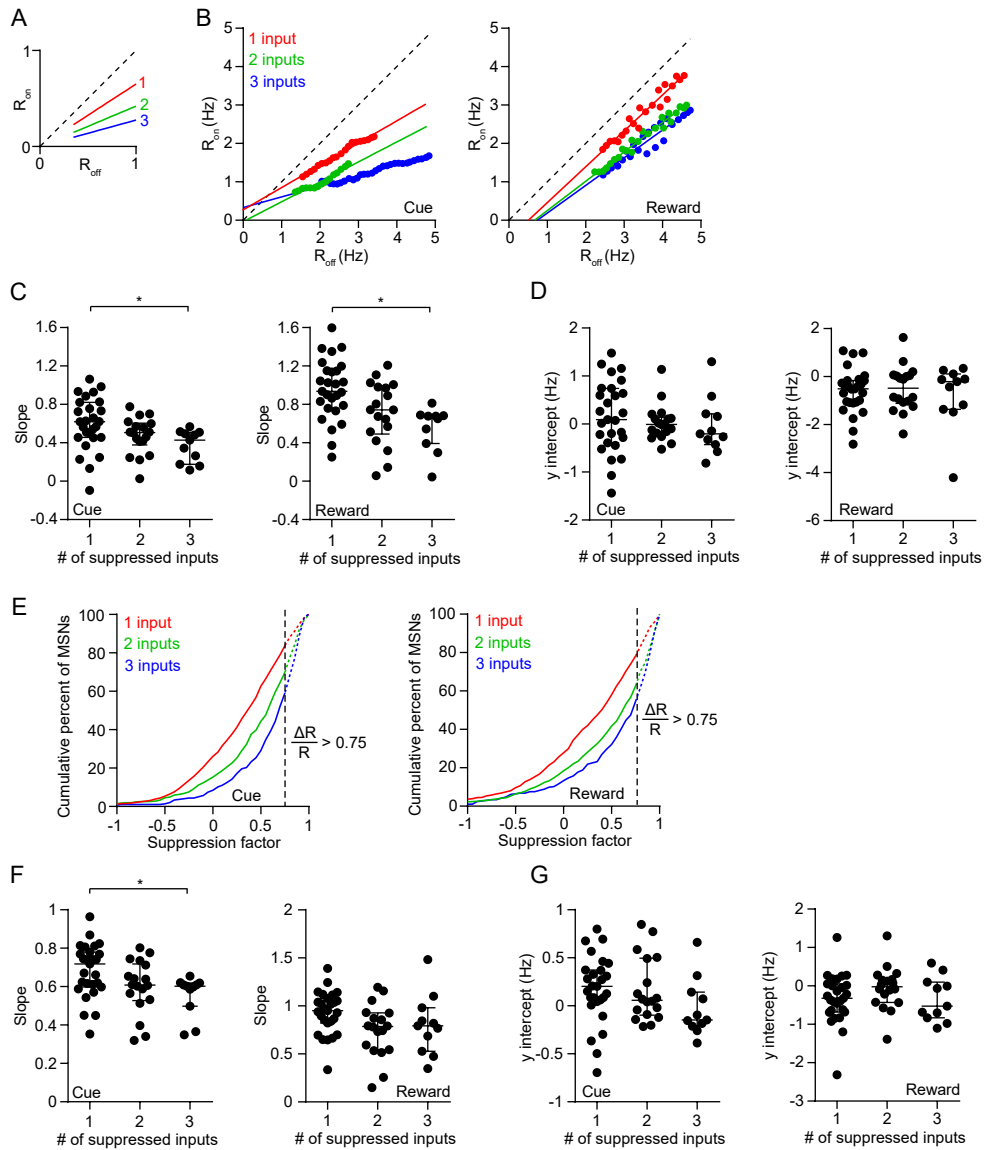 A
1
R_on
1
2
3
0
0
R_off
1
B
1 input
2 inputs
3 inputs
R_on (Hz)
5
4
3
2
1
0
0
1
2
3
4
5
R_off (Hz)
Cue
R_on (Hz)
5
4
3
2
1
0
0
1
2
3
4
5
R_off (Hz)
Reward
C
*
Slope
1.6
1.2
0.8
0.4
0
-0.4
Cue
1
2
3
# of suppressed inputs
*
Slope
1.6
1.2
0.8
0.4
0
-0.4
Reward
1
2
3
# of suppressed inputs
D
y intercept (Hz)
2
1
0
-1
-2
Cue
1
2
3
# of suppressed inputs
y intercept (Hz)
2
0
-2
-4
-6
Reward
1
2
3
# of suppressed inputs
E
Cumulative percent of MSNs
100
80
60
40
20
0
1 input
2 inputs
3 inputs
ΔR
R
> 0.75
Cue
-1
-0.5
0
0.5
1
Suppression factor
Cumulative percent of MSNs
100
80
60
40
20
0
1 input
2 inputs
3 inputs
ΔR
R
> 0.75
Reward
-1
-0.5
0
0.5
1
Suppression factor
F
*
Slope
1
0.8
0.6
0.4
0.2
0
Cue
1
2
3
# of suppressed inputs
Slope
2
1.5
1
0.5
0
Reward
1
2
3
# of suppressed inputs
G
y intercept (Hz)
1
0.5
0
-0.5
-1
Cue
1
2
3
# of suppressed inputs
y intercept (Hz)
2
1
0
-1
-2
-3
Reward
1
2
3
# of suppressed inputs